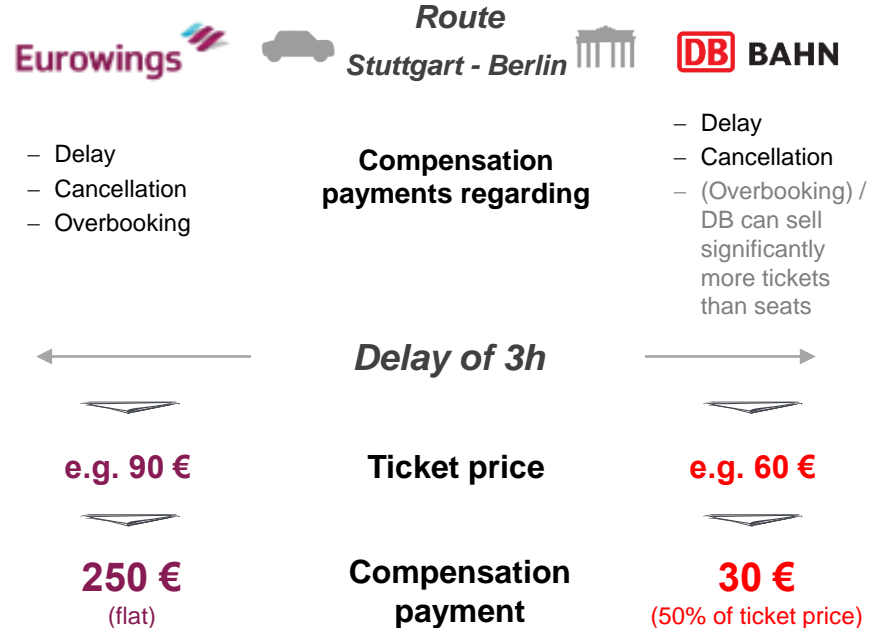 Eurowings
Route
Stuttgart - Berlin
DB BAHN
– Delay
– Cancellation
– Overbooking
Compensation
payments regarding
– Delay
– Cancellation
– (Overbooking) /
DB can sell
significantly
more tickets
than seats
Delay of 3h
e.g. 90 €
Ticket price
e.g. 60 €
250 €
(flat)
Compensation
payment
30 €
(50% of ticket price)